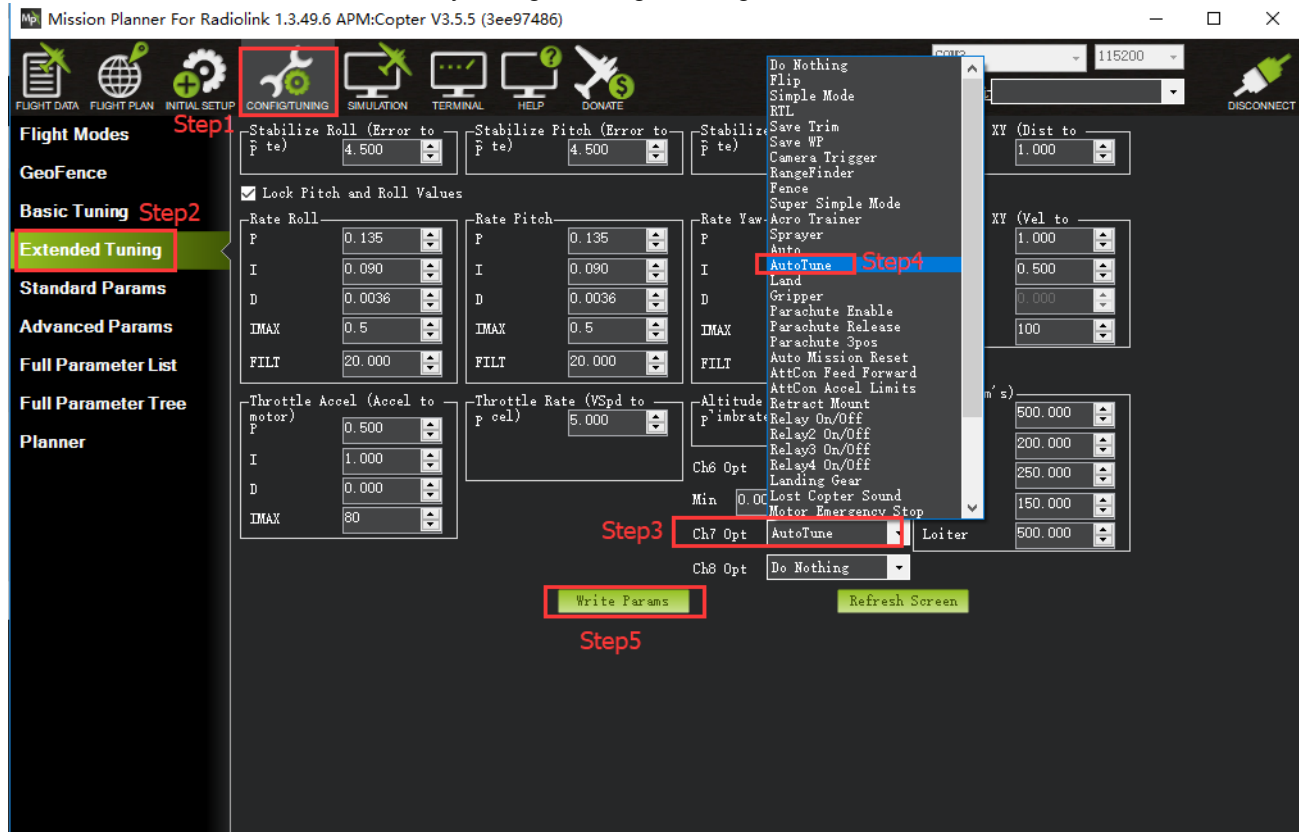 Mission Planner For Radiolink 1.3.49.6 APM:Copter V3.5.5 (3ee97486)
FLIGHT DATA
FLIGHT PLAN
INITIAL SETUP
CONFIG/TUNING
SIMULATION
TERMINAL
HELP
DONATE
115200
DISCONNECT
Step1
Flight Modes
GeoFence
Basic Tuning
Step2
Extended Tuning
Standard Params
Advanced Params
Full Parameter List
Full Parameter Tree
Planner
Stabilize Roll (Error to
P te) 4.500
Stabilize Pitch (Error to
P te) 4.500
Stabilize
P te)
XY (Dist to
1.000
Lock Pitch and Roll Values
Rate Roll
P 0.135
I 0.090
D 0.0036
IMAX 0.5
FILT 20.000
Rate Pitch
P 0.135
I 0.090
D 0.0036
IMAX 0.5
FILT 20.000
Rate Yaw
P
I
D
IMAX
FILT
XY (Vel to
1.000
0.500
0.000
100
Throttle Accel (Accel to
motor)
P 0.500
I 1.000
D 0.000
IMAX 80
Throttle Rate (VSpd to
P cel) 5.000
Altitude
P imbrate
m's)
500.000
200.000
250.000
150.000
Loiter 500.000
Ch6 Opt
Min 0.00
Step3
Ch7 Opt AutoTune
Ch8 Opt Do Nothing
Do Nothing
Flip
Simple Mode
RTL
Save Trim
Save WP
Camera Trigger
RangeFinder
Fence
Super Simple Mode
Acro Trainer
Sprayer
Auto
AutoTune
Step4
Land
Gripper
Parachute Enable
Parachute Release
Parachute 3pos
Auto Mission Reset
AttCon Feed Forward
AttCon Accel Limits
Retract Mount
Relay On/Off
Relay2 On/Off
Relay3 On/Off
Relay4 On/Off
Landing Gear
Lost Copter Sound
Motor Emergency Stop
Write Params
Refresh Screen
Step5